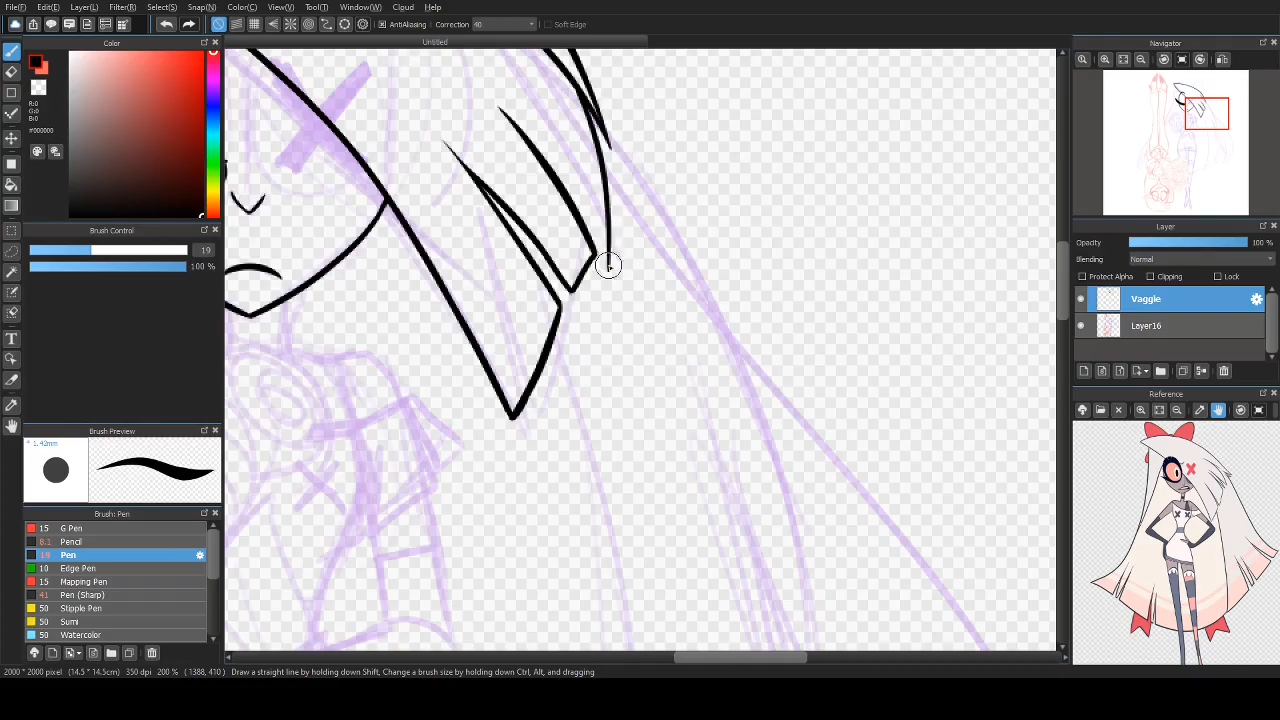 File(F) Edit(E) Layer(L) Filter(R) Select(S) Snap(N) Color(C) View(V) Tool(T) Window(W) Cloud Help
AntiAliasing Correction 40 Soft Edge
Color
Untitled
Navigator
R:0
G:0
B:0
#000000
Brush Control
19
100 %
Layer
Opacity 100 %
Blending Normal
Protect Alpha Clipping Lock
Vaggie
Layer16
Reference
Brush Preview
* 1.42mm
Brush: Pen
15 G Pen
8.1 Pencil
19 Pen
10 Edge Pen
15 Mapping Pen
41 Pen (Sharp)
50 Stipple Pen
50 Sumi
50 Watercolor
2000 * 2000 pixel (14.5 * 14.5cm) 350 dpi 200 % ( 1388, 410 ) Draw a straight line by holding down Shift, Change a brush size by holding down Ctrl, Alt, and dragging